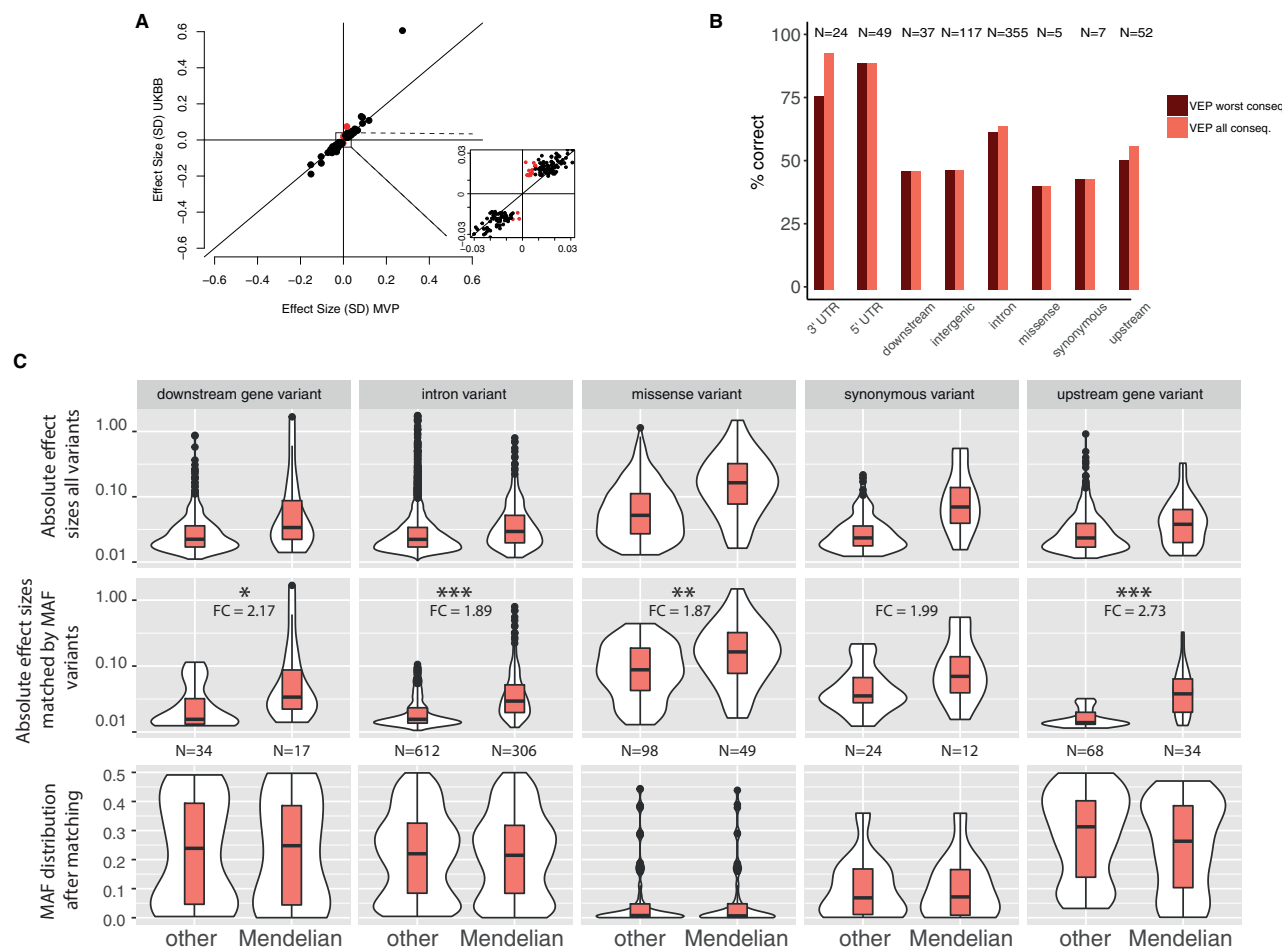 A
Effect Size (SD) UKBB
0.6
0.4
0.2
0.0
−0.2
−0.4
−0.6
−0.6 −0.4 −0.2 0.0 0.2 0.4 0.6
Effect Size (SD) MVP
0.03
0
−0.03
−0.03 0 0.03
B
% correct
100
75
50
25
0
N=24 N=49 N=37 N=117 N=355 N=5 N=7 N=52
3' UTR
5' UTR
downstream
intergenic
intron
missense
synonymous
upstream
VEP worst conseq
VEP all conseq.
C
downstream gene variant intron variant missense variant synonymous variant upstream gene variant
Absolute effect
sizes all variants
1.00
0.10
0.01
Absolute effect sizes
matched by MAF
variants
1.00
0.10
0.01
* *** ** ***
FC = 2.17 FC = 1.89 FC = 1.87 FC = 1.99 FC = 2.73
N=34 N=17 N=612 N=306 N=98 N=49 N=24 N=12 N=68 N=34
MAF distribution
after matching
0.5
0.4
0.3
0.2
0.1
0.0
other Mendelian other Mendelian other Mendelian other Mendelian other Mendelian